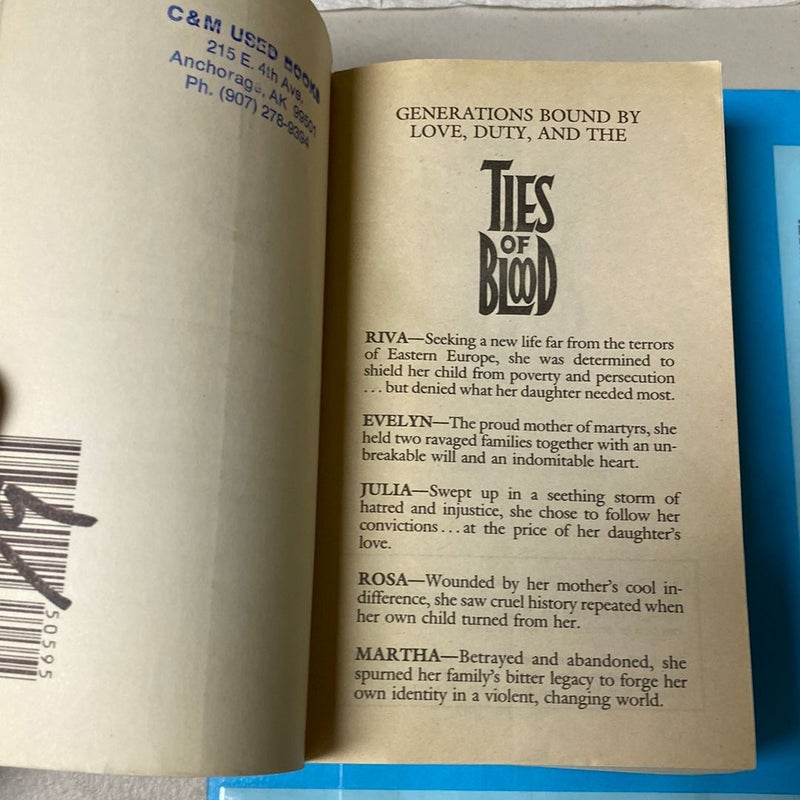 C&M USED BOOKS
215 E. 4th Ave.
Anchorage, AK 99501
Ph. (907) 278-9394
50595
GENERATIONS BOUND BY
LOVE, DUTY, AND THE
TIES
OF
BLOOD
RIVA—Seeking a new life far from the terrors
of Eastern Europe, she was determined to
shield her child from poverty and persecution
. . . but denied what her daughter needed most.
EVELYN—The proud mother of martyrs, she
held two ravaged families together with an un-
breakable will and an indomitable heart.
JULIA—Swept up in a seething storm of
hatred and injustice, she chose to follow her
convictions . . . at the price of her daughter's
love.
ROSA—Wounded by her mother's cool in-
difference, she saw cruel history repeated when
her own child turned from her.
MARTHA—Betrayed and abandoned, she
spurned her family's bitter legacy to forge her
own identity in a violent, changing world.